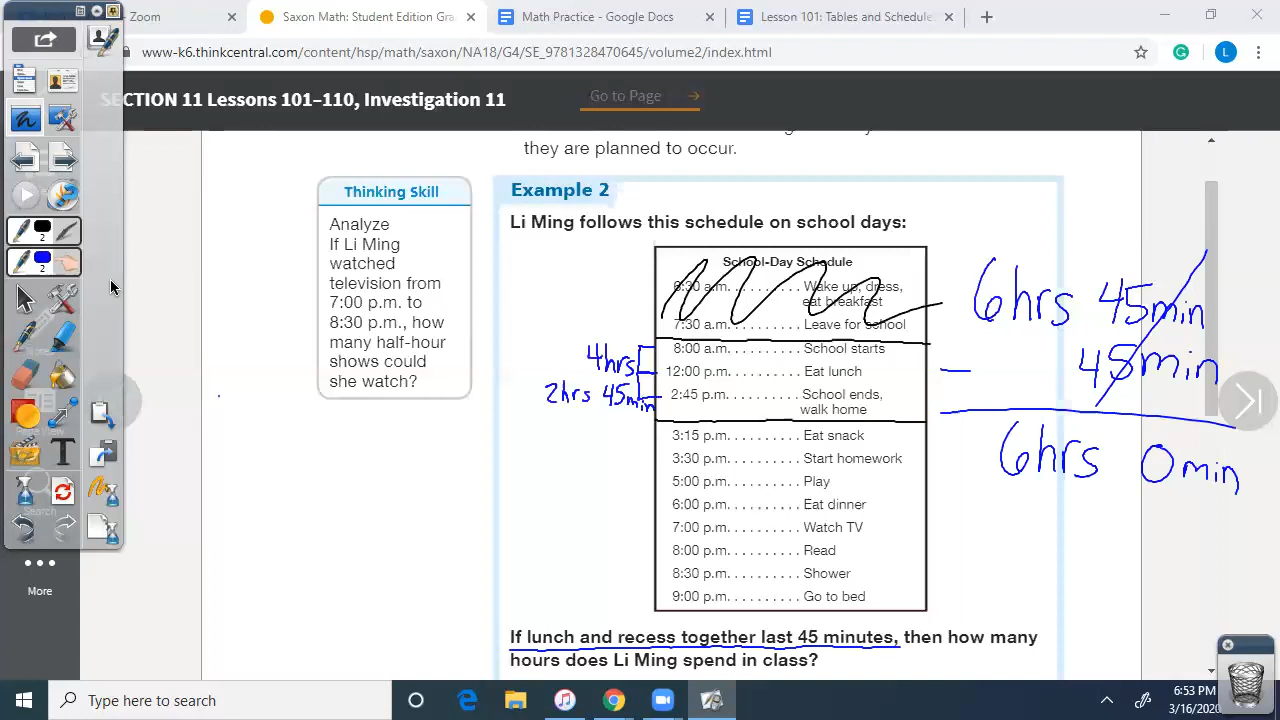 Zoom
Saxon Math: Student Edition Gra
Math Practice - Google Docs
Lesson 101: Tables and Schedule
www-k6.thinkcentral.com/content/hsp/math/saxon/NA18/G4/SE_9781328470645/volume2/index.html
L
SECTION 11 Lessons 101–110, Investigation 11
Go to Page
they are planned to occur.
Thinking Skill
Analyze
If Li Ming
watched
television from
7:00 p.m. to
8:30 p.m., how
many half-hour
shows could
she watch?
Example 2
Li Ming follows this schedule on school days:
School-Day Schedule
6:30 a.m. . . . . . . . . . Wake up, dress,
eat breakfast
7:30 a.m. . . . . . . . . . Leave for school
8:00 a.m. . . . . . . . . . School starts
12:00 p.m. . . . . . . . . . Eat lunch
2:45 p.m. . . . . . . . . . School ends,
walk home
3:15 p.m. . . . . . . . . . Eat snack
3:30 p.m. . . . . . . . . . Start homework
5:00 p.m. . . . . . . . . . Play
6:00 p.m. . . . . . . . . . Eat dinner
7:00 p.m. . . . . . . . . . Watch TV
8:00 p.m. . . . . . . . . . Read
8:30 p.m. . . . . . . . . . Shower
9:00 p.m. . . . . . . . . . Go to bed
4hrs
2hrs 45min
6hrs 45min
- 45min
6hrs 0min
If lunch and recess together last 45 minutes, then how many
hours does Li Ming spend in class?
2
2
Search
More
Type here to search
6:53 PM
3/16/2020